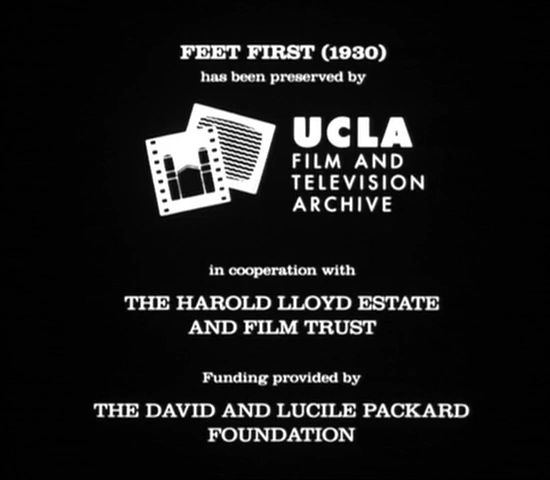 FEET FIRST (1930)
has been preserved by
UCLA
FILM AND
TELEVISION
ARCHIVE
in cooperation with
THE HAROLD LLOYD ESTATE
AND FILM TRUST
Funding provided by
THE DAVID AND LUCILE PACKARD
FOUNDATION